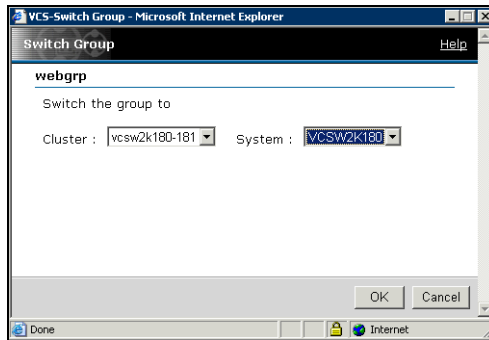 VCS-Switch Group - Microsoft Internet Explorer
Switch Group Help
webgrp
Switch the group to
Cluster : vcsw2k180-181 System : VCSW2K180
OK Cancel
Done Internet